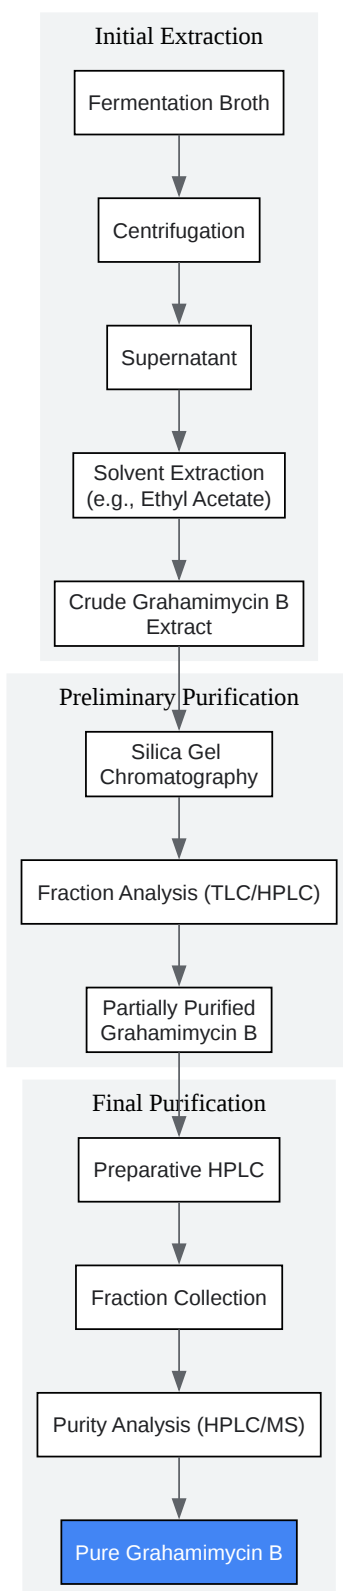 Initial Extraction
Fermentation Broth
Centrifugation
Supernatant
Solvent Extraction
(e.g., Ethyl Acetate)
Crude Grahamimycin B
Extract
Preliminary Purification
Silica Gel
Chromatography
Fraction Analysis (TLC/HPLC)
Partially Purified
Grahamimycin B
Final Purification
Preparative HPLC
Fraction Collection
Purity Analysis (HPLC/MS)
Pure Grahamimycin B